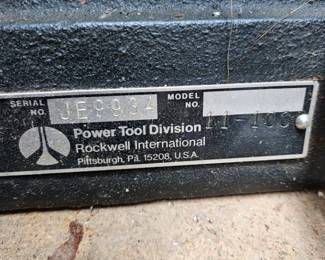 SERIAL NO. MODEL NO.
Power Tool Division
Rockwell International
Pittsburgh, Pa. 15208, U.S.A.